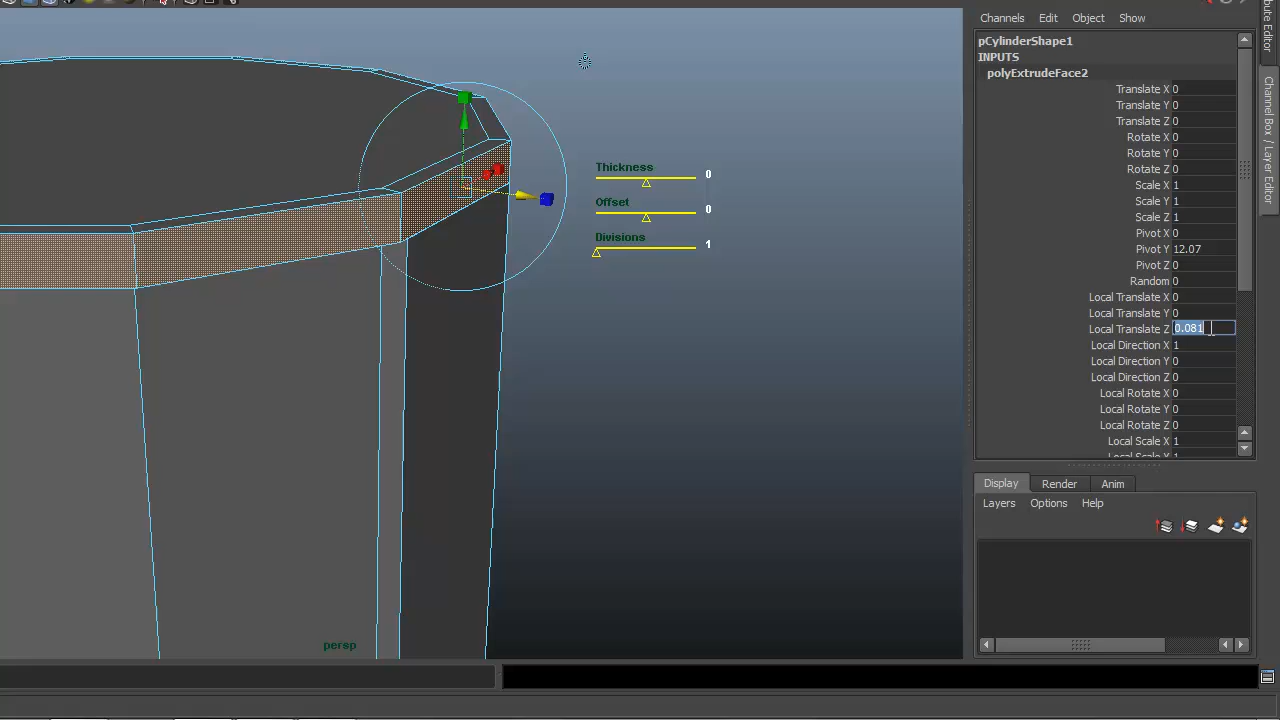 Channels Edit Object Show
pCylinderShape1
INPUTS
polyExtrudeFace2
Translate X 0
Translate Y 0
Translate Z 0
Rotate X 0
Rotate Y 0
Rotate Z 0
Scale X 1
Scale Y 1
Scale Z 1
Pivot X 0
Pivot Y 12.07
Pivot Z 0
Random 0
Local Translate X 0
Local Translate Y 0
Local Translate Z 0.081
Local Direction X 1
Local Direction Y 0
Local Direction Z 0
Local Rotate X 0
Local Rotate Y 0
Local Rotate Z 0
Local Scale X 1
Local Scale Y 1
Thickness 0
Offset 0
Divisions 1
persp
Display Render Anim
Layers Options Help
Channel Box / Layer Editor
bute Editor